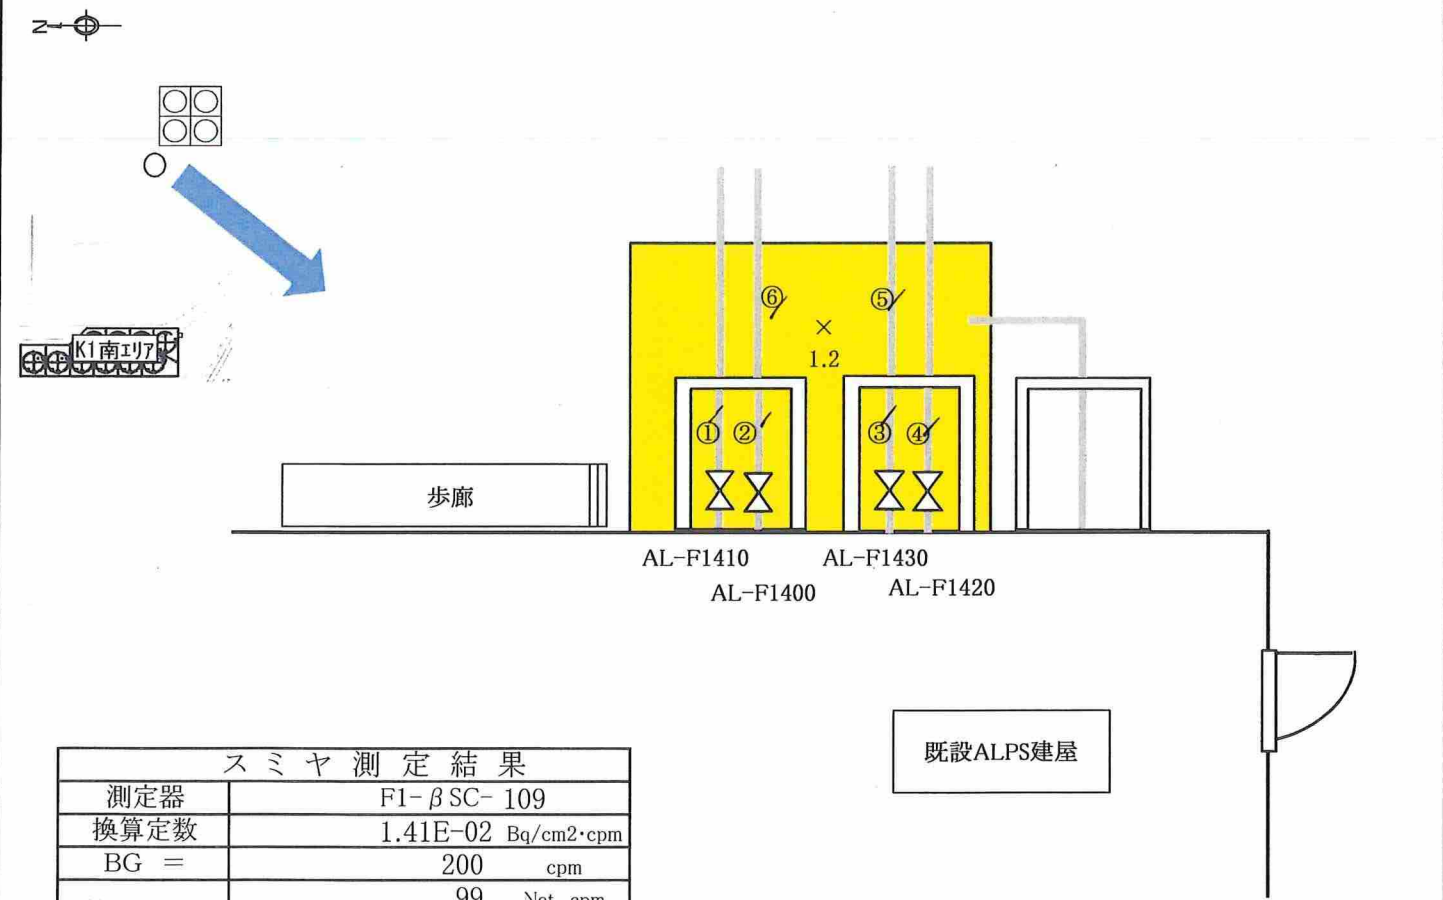 N
K1南エリア
⑥ ⑤
×
1.2
① ② ③ ④
歩廊
AL-F1410 AL-F1430
AL-F1400 AL-F1420
既設ALPS建屋
スミヤ測定結果
測定器 F1-βSC- 109
換算定数 1.41E-02 Bq/cm2・cpm
BG = 200 cpm
99 Net cpm